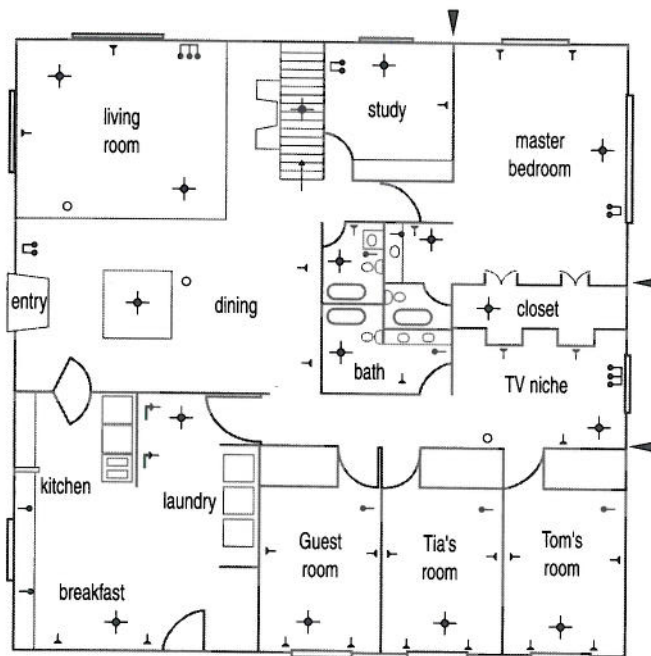 living
room
study
master
bedroom
entry
dining
closet
bath
TV niche
kitchen
laundry
breakfast
Guest
room
Tia's
room
Tom's
room